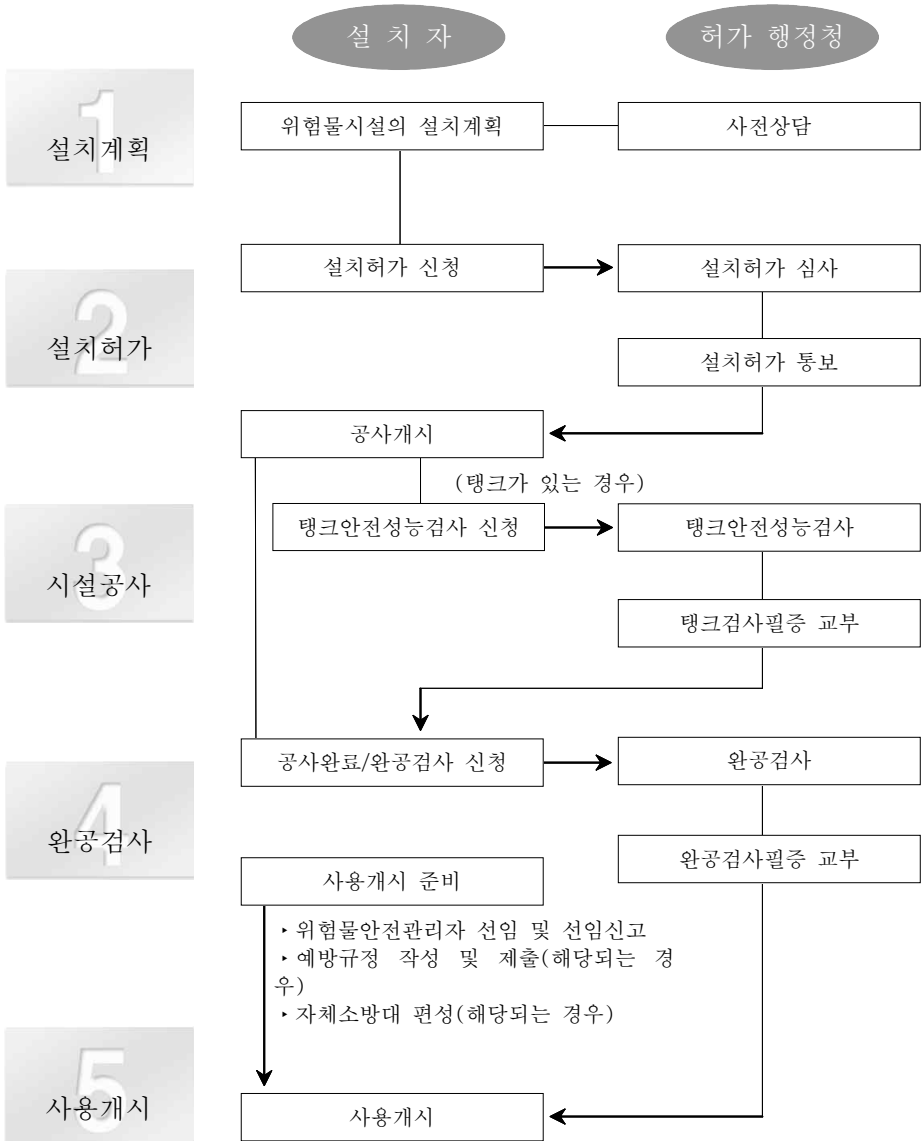 설 치 자
허가 행정청
1
설치계획
위험물시설의 설치계획
사전상담
2
설치허가
설치허가 신청
설치허가 심사
설치허가 통보
공사개시
(탱크가 있는 경우)
3
시설공사
탱크안전성능검사 신청
탱크안전성능검사
탱크검사필증 교부
4
완공검사
공사완료/완공검사 신청
완공검사
완공검사필증 교부
사용개시 준비
‣위험물안전관리자 선임 및 선임신고
‣예방규정 작성 및 제출(해당되는 경
우)
‣자체소방대 편성(해당되는 경우)
5
사용개시
사용개시